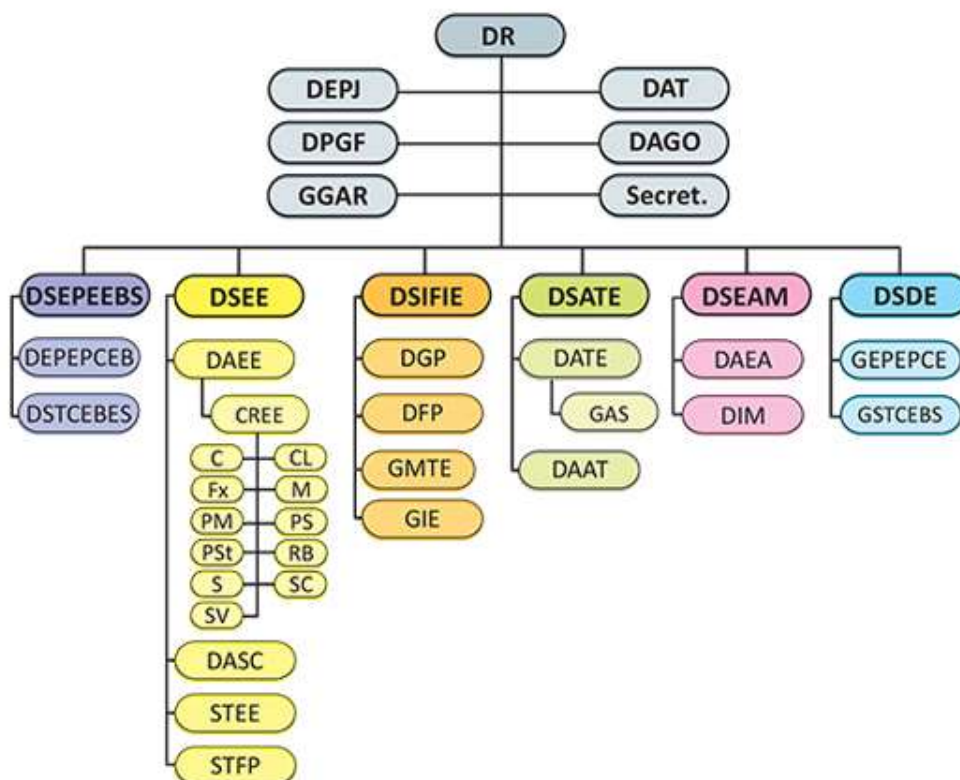 DR
DEPJ
DAT
DPGF
DAGO
GGAR
Secret.
DSEPEEBS
DSEE
DSIFIE
DSATE
DSEAM
DSDE
DEPEPCEB
DAEE
DGP
DATE
DAEA
GEPEPCE
DSTCEBES
CREE
DFP
GAS
DIM
GSTCEBS
C
CL
Fx
M
GMTE
DAAT
PM
PS
GIE
PSt
RB
S
SC
SV
DASC
STEE
STFP